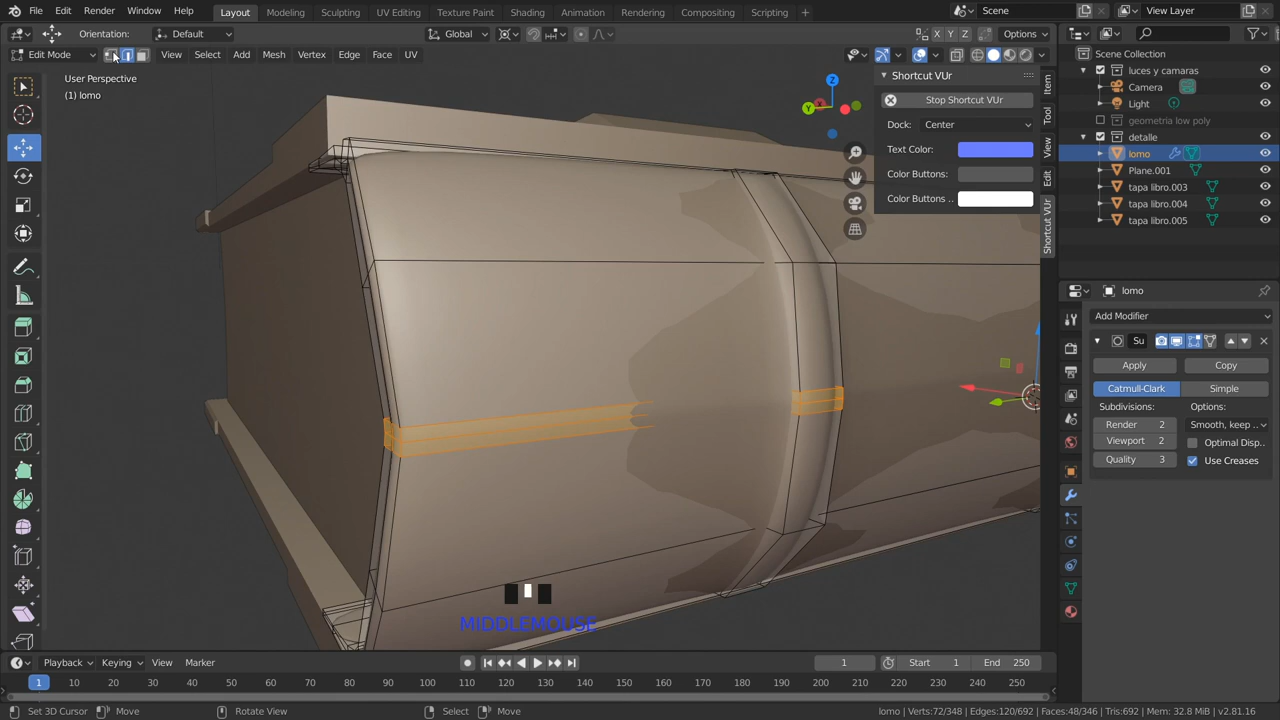 File Edit Render Window Help Layout Modeling Sculpting UV Editing Texture Paint Shading Animation Rendering Compositing Scripting + Scene View Layer
Orientation: Default Global X Y Z Options
Edit Mode View Select Add Mesh Vertex Edge Face UV
Scene Collection
luces y camaras
Camera
Light
geometria low poly
detalle
lomo
Plane.001
tapa libro.003
tapa libro.004
tapa libro.005
User Perspective
(1) lomo
Z
Y
Shortcut VUr
Stop Shortcut VUr
Dock: Center
Text Color:
Color Buttons:
Color Buttons ..
Item
Tool
View
Edit
Shortcut VUr
lomo
Add Modifier
Su
Apply Copy
Catmull-Clark Simple
Subdivisions: Options:
Render 2 Smooth, keep ..
Viewport 2 Optimal Disp..
Quality 3 Use Creases
MIDDLEMOUSE
Playback Keying View Marker 1 Start 1 End 250
1 10 20 30 40 50 60 70 80 90 100 110 120 130 140 150 160 170 180 190 200 210 220 230 240 250
Set 3D Cursor Move Rotate View Select Move lomo | Verts:72/348 | Edges:120/692 | Faces:48/346 | Tris:692 | Mem: 32.8 MiB | v2.81.16